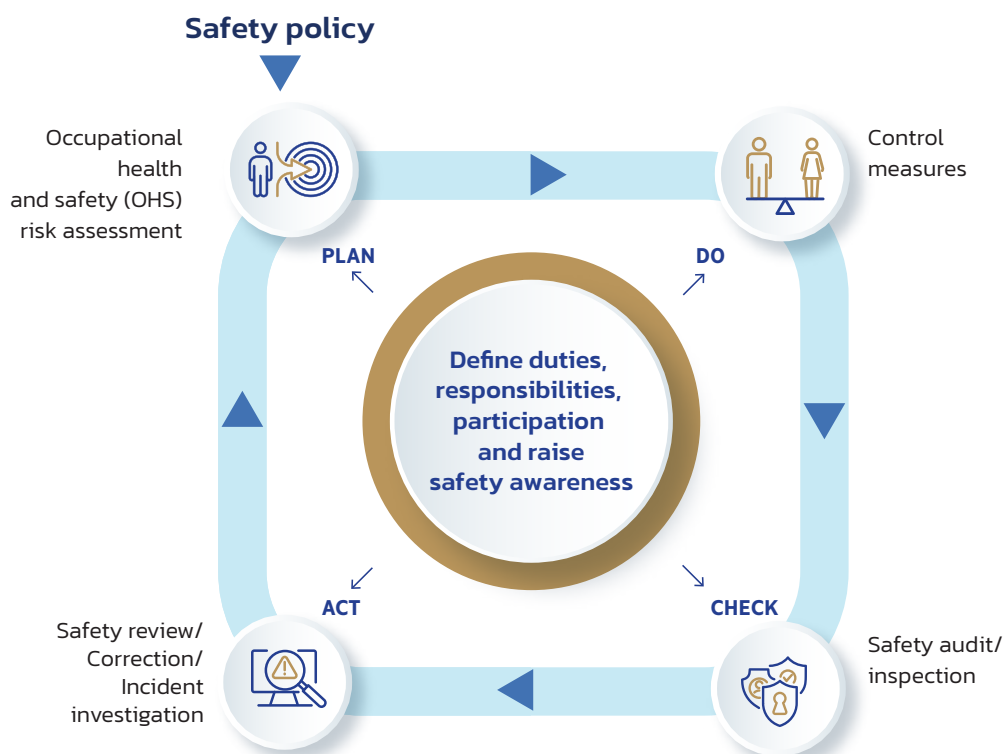 Safety policy
Occupational
health
and safety (OHS)
risk assessment
Control
measures
PLAN
DO
Define duties,
responsibilities,
participation
and raise
safety awareness
ACT
CHECK
Safety review/
Correction/
Incident
investigation
Safety audit/
inspection